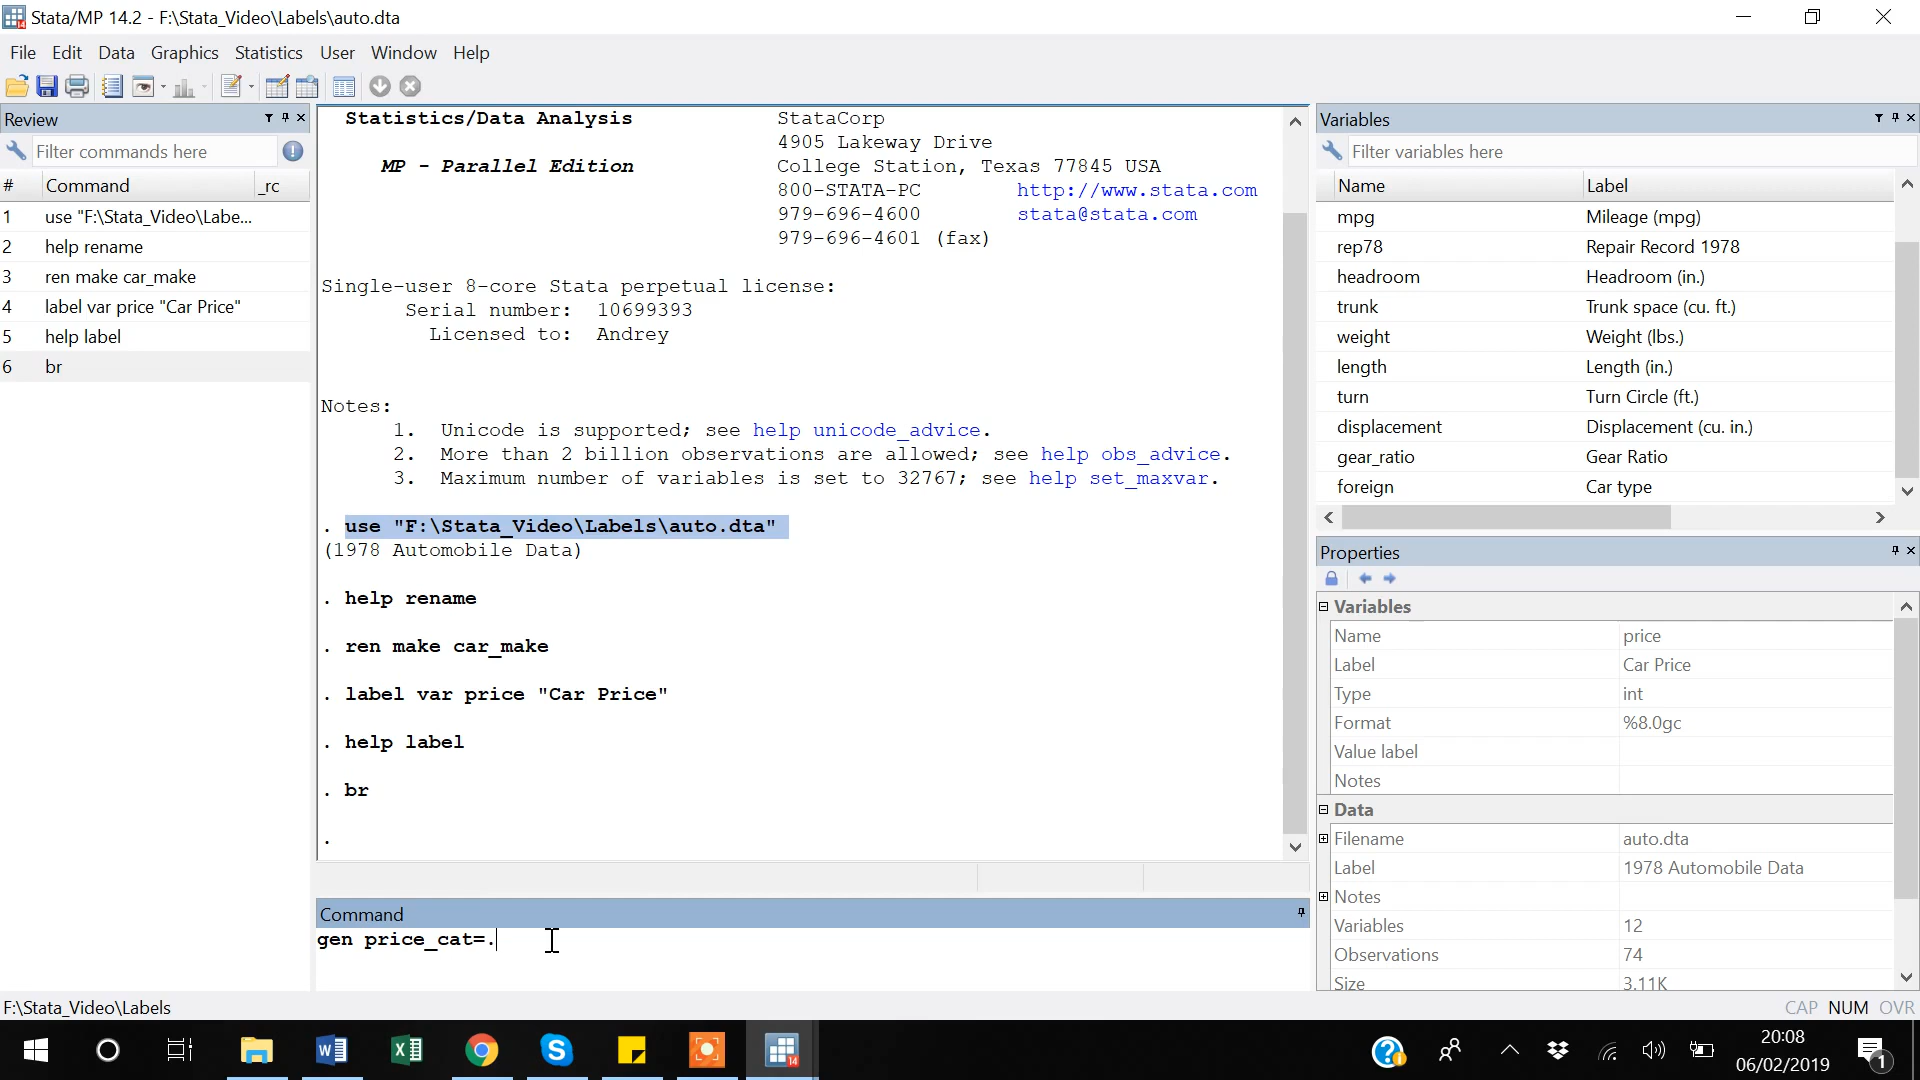 Stata/MP 14.2 - F:\Stata_Video\Labels\auto.dta
File Edit Data Graphics Statistics User Window Help
Review
Filter commands here
# Command _rc
1 use "F:\Stata_Video\Labe...
2 help rename
3 ren make car_make
4 label var price "Car Price"
5 help label
6 br
Statistics/Data Analysis StataCorp
4905 Lakeway Drive
MP - Parallel Edition College Station, Texas 77845 USA
800-STATA-PC http://www.stata.com
979-696-4600 stata@stata.com
979-696-4601 (fax)
Single-user 8-core Stata perpetual license:
Serial number: 10699393
Licensed to: Andrey
Notes:
1. Unicode is supported; see help unicode_advice.
2. More than 2 billion observations are allowed; see help obs_advice.
3. Maximum number of variables is set to 32767; see help set_maxvar.
. use "F:\Stata_Video\Labels\auto.dta"
(1978 Automobile Data)
. help rename
. ren make car_make
. label var price "Car Price"
. help label
. br
.
Command
gen price_cat=.
Variables
Filter variables here
Name Label
mpg Mileage (mpg)
rep78 Repair Record 1978
headroom Headroom (in.)
trunk Trunk space (cu. ft.)
weight Weight (lbs.)
length Length (in.)
turn Turn Circle (ft.)
displacement Displacement (cu. in.)
gear_ratio Gear Ratio
foreign Car type
Properties
Variables
Name price
Label Car Price
Type int
Format %8.0gc
Value label
Notes
Data
Filename auto.dta
Label 1978 Automobile Data
Notes
Variables 12
Observations 74
Size 3.11K
F:\Stata_Video\Labels CAP NUM OVR
14
20:08
06/02/2019
1